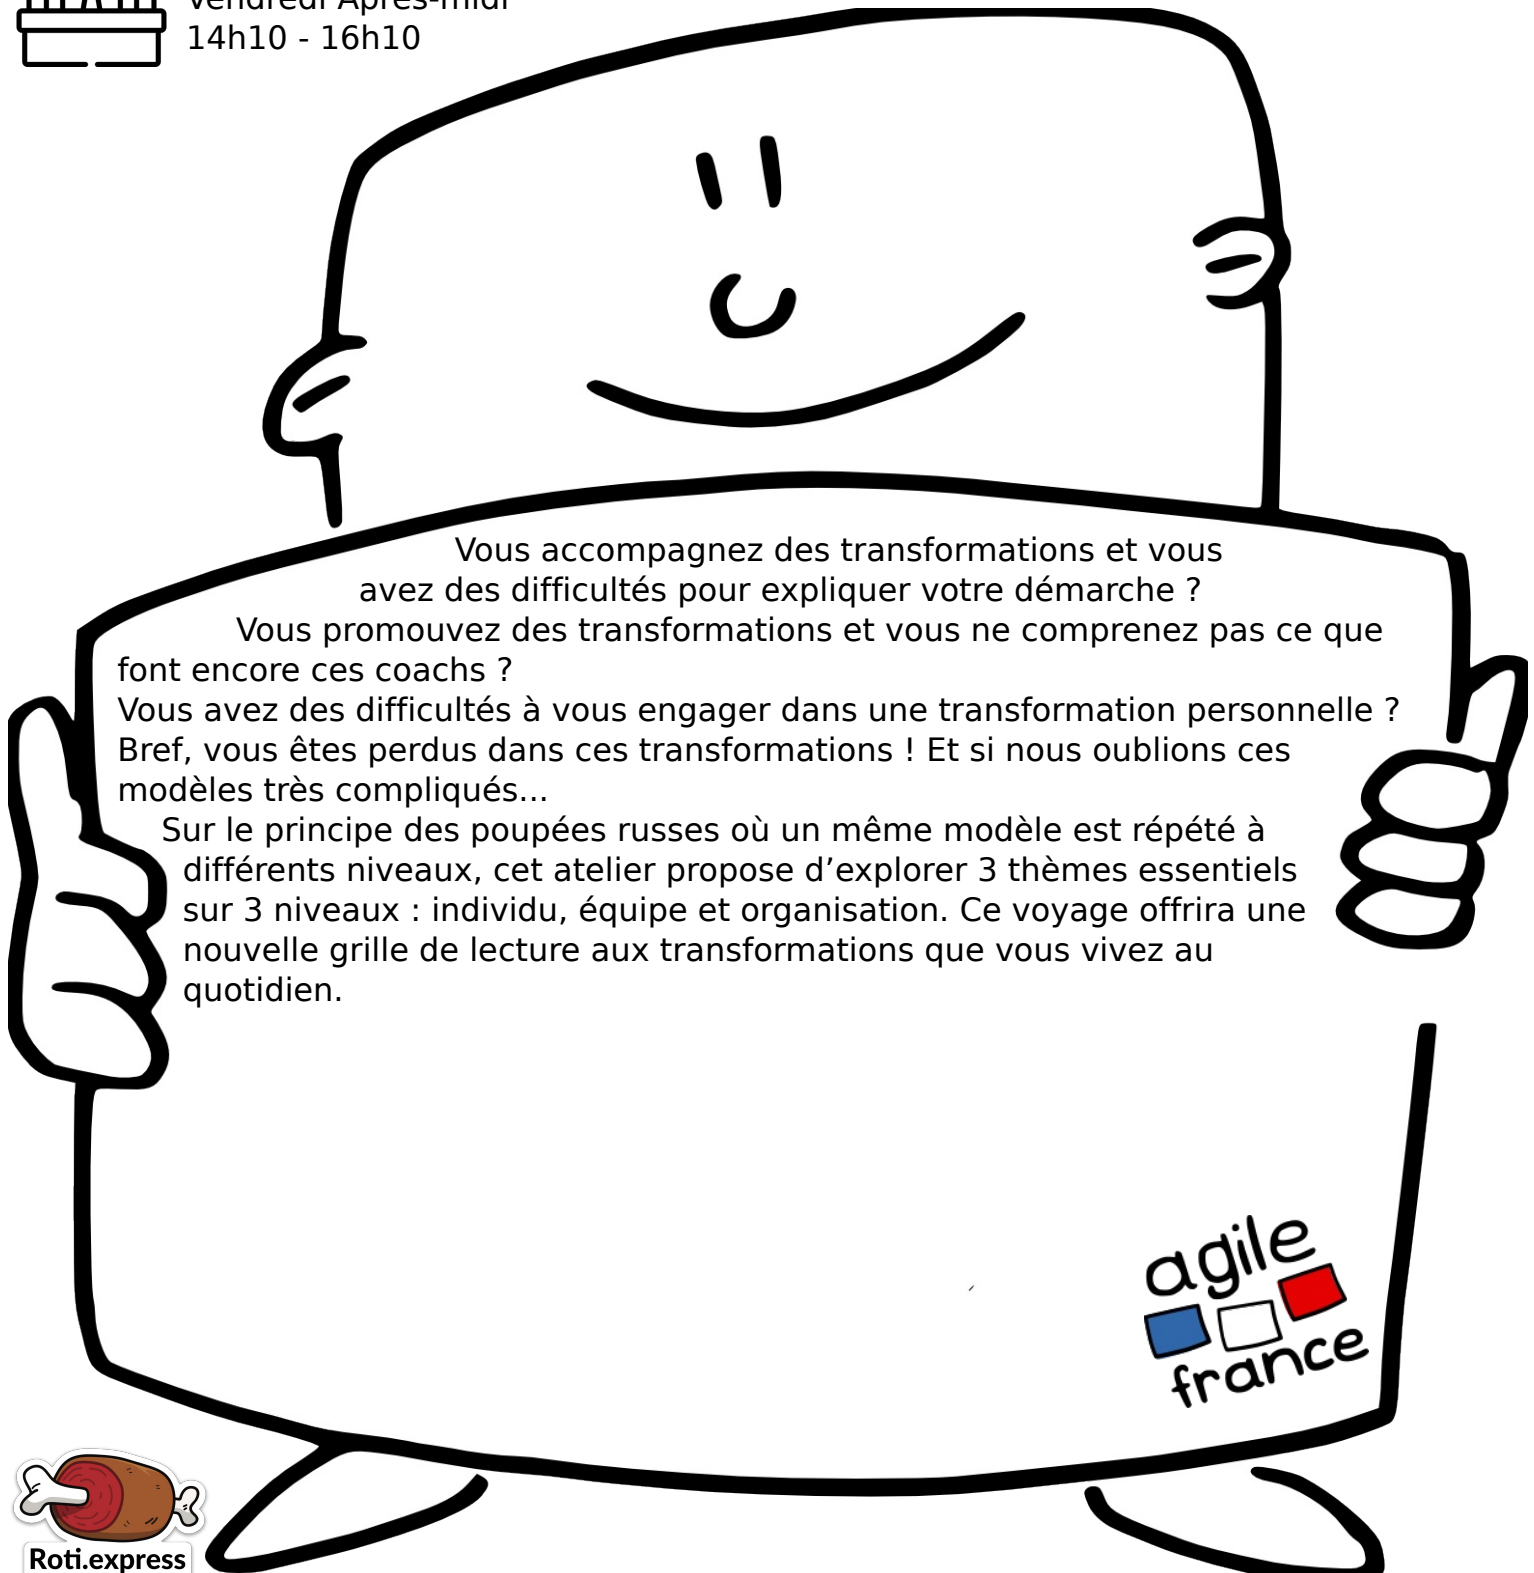 Vendredi Après-midi
14h10 - 16h10
Vous accompagnez des transformations et vous
avez des difficultés pour expliquer votre démarche ?
Vous promouvez des transformations et vous ne comprenez pas ce que
font encore ces coachs ?
Vous avez des difficultés à vous engager dans une transformation personnelle ?
Bref, vous êtes perdus dans ces transformations ! Et si nous oublions ces
modèles très compliqués...
Sur le principe des poupées russes où un même modèle est répété à
différents niveaux, cet atelier propose d’explorer 3 thèmes essentiels
sur 3 niveaux : individu, équipe et organisation. Ce voyage offrira une
nouvelle grille de lecture aux transformations que vous vivez au
quotidien.
agile
france
Roti.express